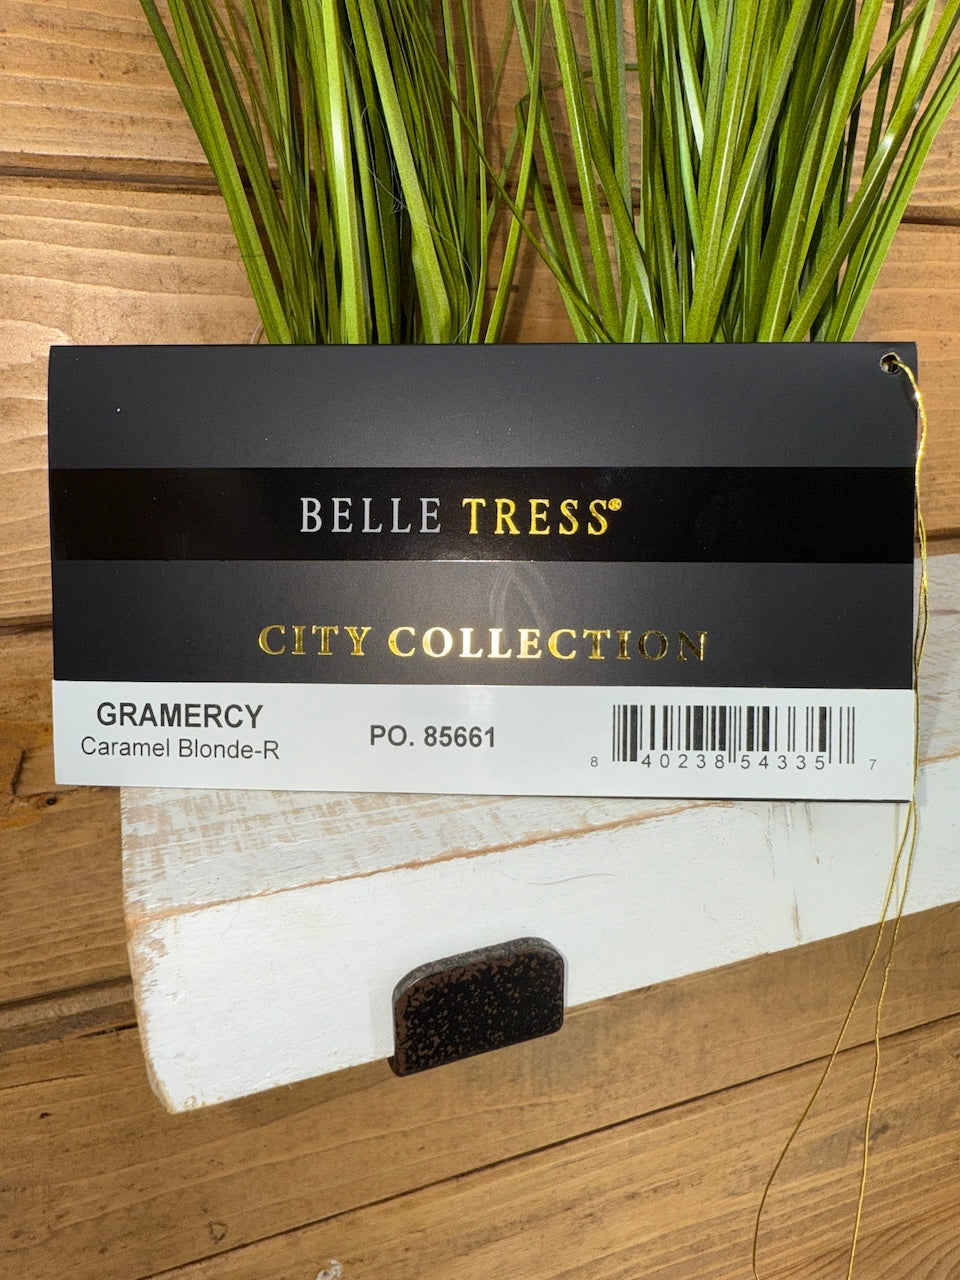 BELLE TRESS®
CITY COLLECTION
GRAMERCY
Caramel Blonde-R
PO. 85661
8 40238 54335 7